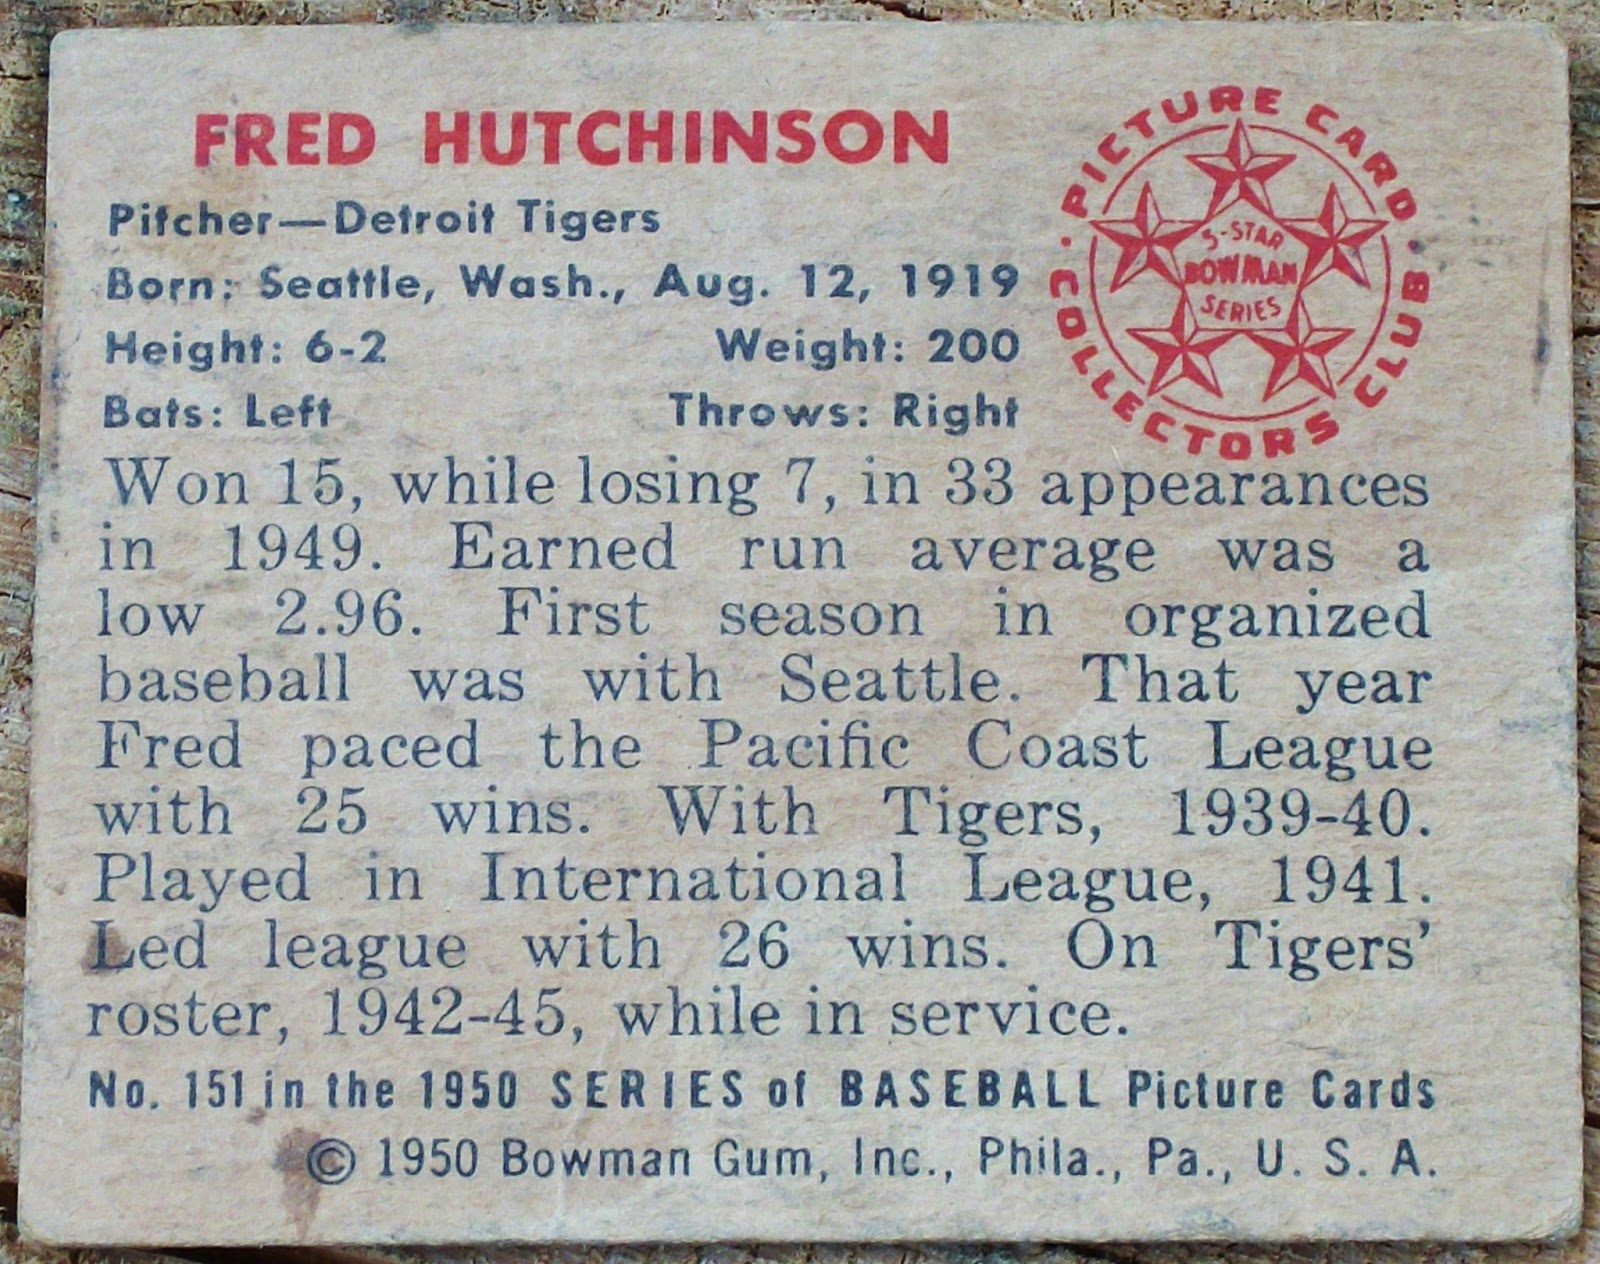 FRED HUTCHINSON
Pitcher—Detroit Tigers
Born: Seattle, Wash., Aug. 12, 1919
Height: 6-2 Weight: 200
Bats: Left Throws: Right
PICTURE CARD
COLLECTORS CLUB
5-STAR
BOWMAN
SERIES
Won 15, while losing 7, in 33 appearances
in 1949. Earned run average was a
low 2.96. First season in organized
baseball was with Seattle. That year
Fred paced the Pacific Coast League
with 25 wins. With Tigers, 1939-40.
Played in International League, 1941.
Led league with 26 wins. On Tigers’
roster, 1942-45, while in service.
No. 151 in the 1950 SERIES of BASEBALL Picture Cards
© 1950 Bowman Gum, Inc., Phila., Pa., U. S. A.